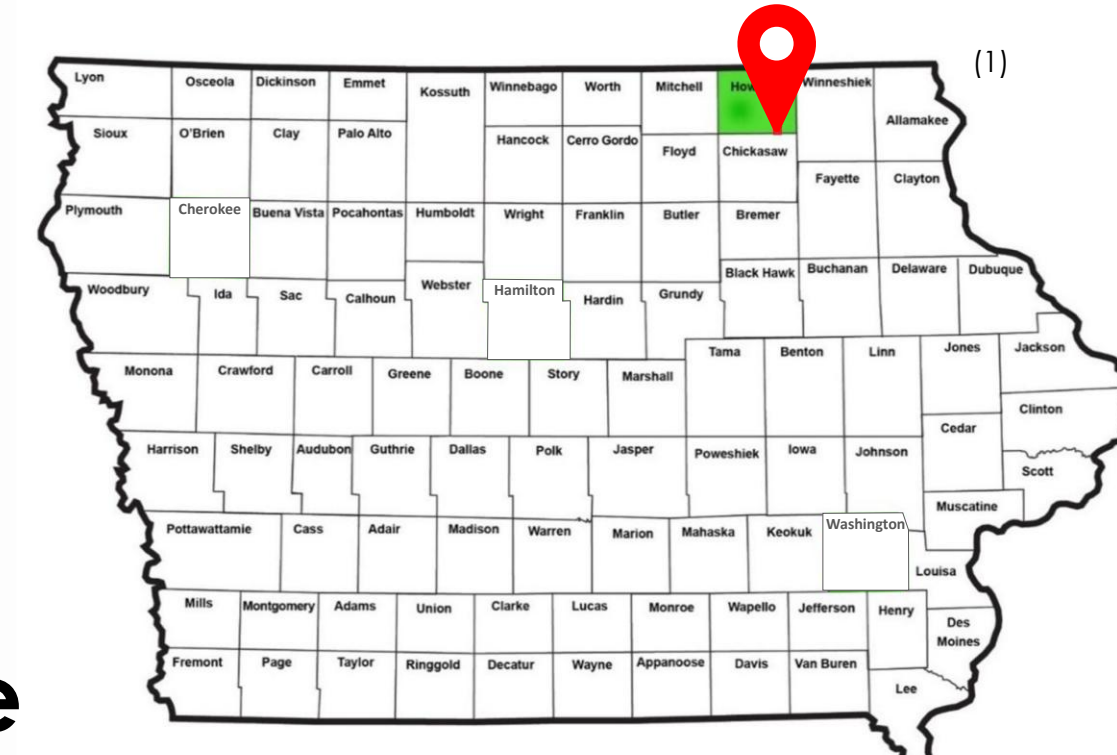 (1)
Lyon
Osceola
Dickinson
Emmet
Kossuth
Winnebago
Worth
Mitchell
Winneshiek
Allamakee
Sioux
O'Brien
Clay
Palo Alto
Hancock
Cerro Gordo
Floyd
Chickasaw
Fayette
Clayton
Plymouth
Cherokee
Buena Vista
Pocahontas
Humboldt
Wright
Franklin
Butler
Bremer
Woodbury
Ida
Sac
Calhoun
Webster
Hamilton
Hardin
Grundy
Black Hawk
Buchanan
Delaware
Dubuque
Monona
Crawford
Carroll
Greene
Boone
Story
Marshall
Tama
Benton
Linn
Jones
Jackson
Clinton
Cedar
Scott
Harrison
Shelby
Audubon
Guthrie
Dallas
Polk
Jasper
Poweshiek
Iowa
Johnson
Muscatine
Pottawattamie
Cass
Adair
Madison
Warren
Marion
Mahaska
Keokuk
Washington
Louisa
Mills
Montgomery
Adams
Union
Clarke
Lucas
Monroe
Wapello
Jefferson
Henry
Des
Moines
Fremont
Page
Taylor
Ringgold
Decatur
Wayne
Appanoose
Davis
Van Buren
Lee
e